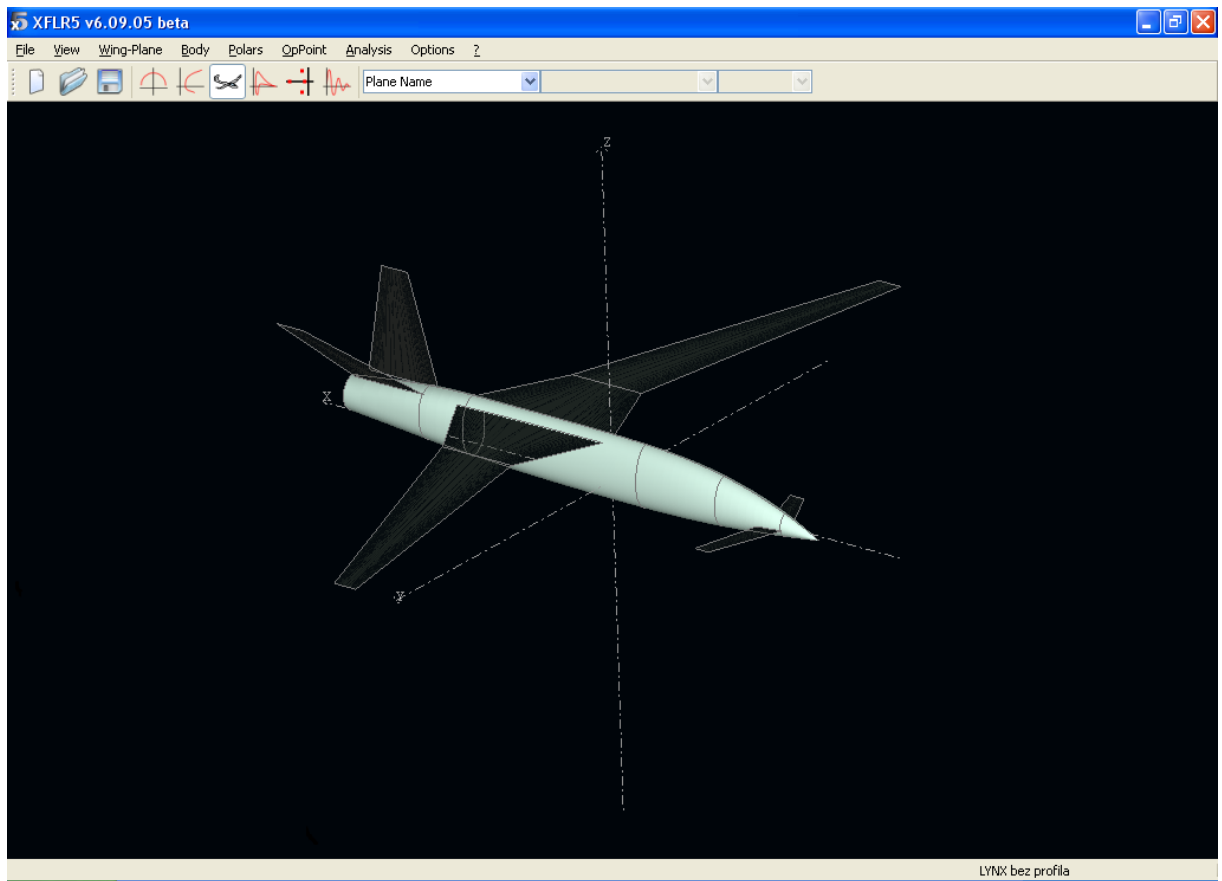 XFLR5 v6.09.05 beta
File View Wing-Plane Body Polars OpPoint Analysis Options ?
Plane Name
Z
X
Y
LYNX bez profila